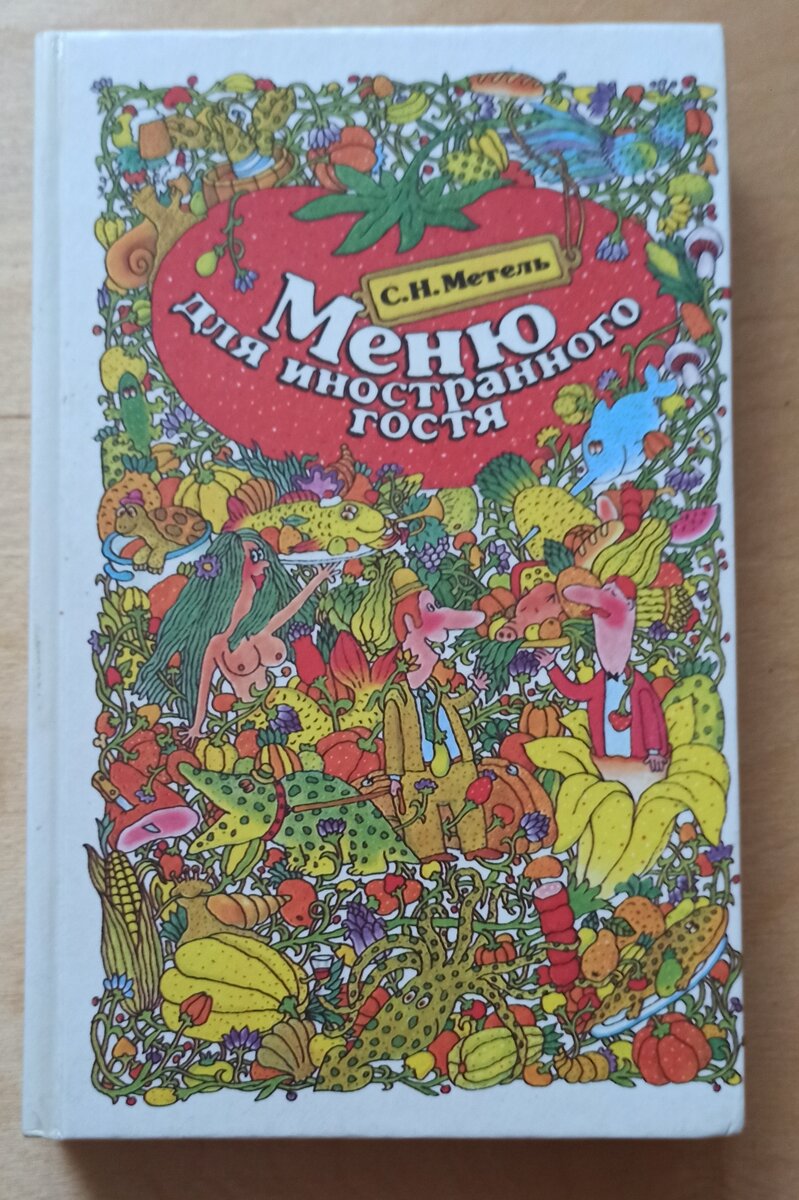 С.Н.Метель
Меню
для иностранного
гостя